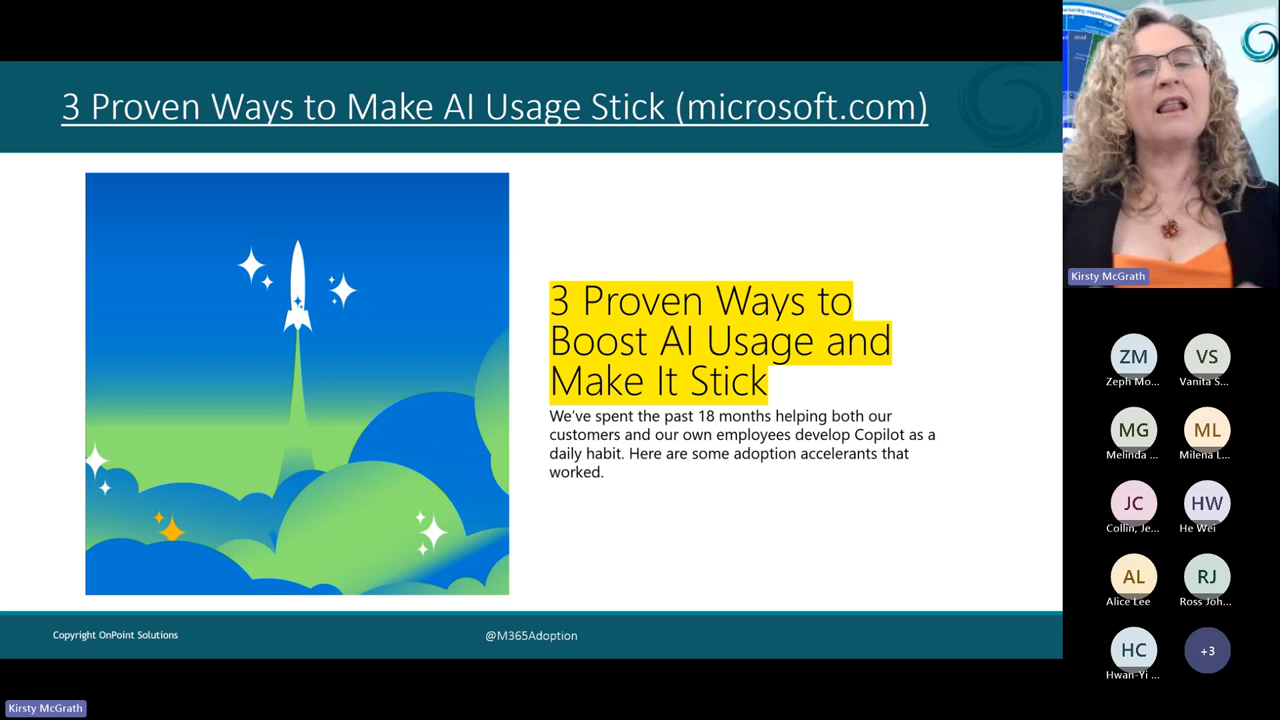 3 Proven Ways to Make AI Usage Stick (microsoft.com)
3 Proven Ways to
Boost AI Usage and
Make It Stick
We’ve spent the past 18 months helping both our
customers and our own employees develop Copilot as a
daily habit. Here are some adoption accelerants that
worked.
Copyright OnPoint Solutions
@M365Adoption
Kirsty McGrath
Word
Kirsty McGrath
ZM
VS
Zeph Mo...
Vanita S...
MG
ML
Melinda ...
Milena L...
JC
HW
Collin, Je...
He Wei
AL
RJ
Alice Lee
Ross Joh...
HC
+3
Hwan-Yi ...